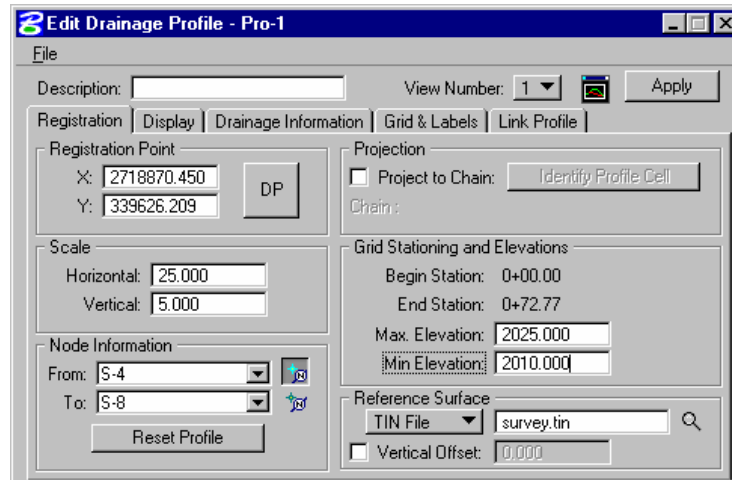 Edit Drainage Profile - Pro-1
File
Description: View Number: 1 Apply
Registration Display Drainage Information Grid & Labels Link Profile
Registration Point
X: 2718870.450
Y: 339626.209
DP
Projection
Project to Chain: Identify Profile Cell
Chain :
Scale
Horizontal: 25.000
Vertical: 5.000
Grid Stationing and Elevations
Begin Station: 0+00.00
End Station: 0+72.77
Max. Elevation: 2025.000
Min Elevation: 2010.000
Node Information
From: S-4
To: S-8
Reset Profile
Reference Surface
TIN File survey.tin
Vertical Offset: 0.000